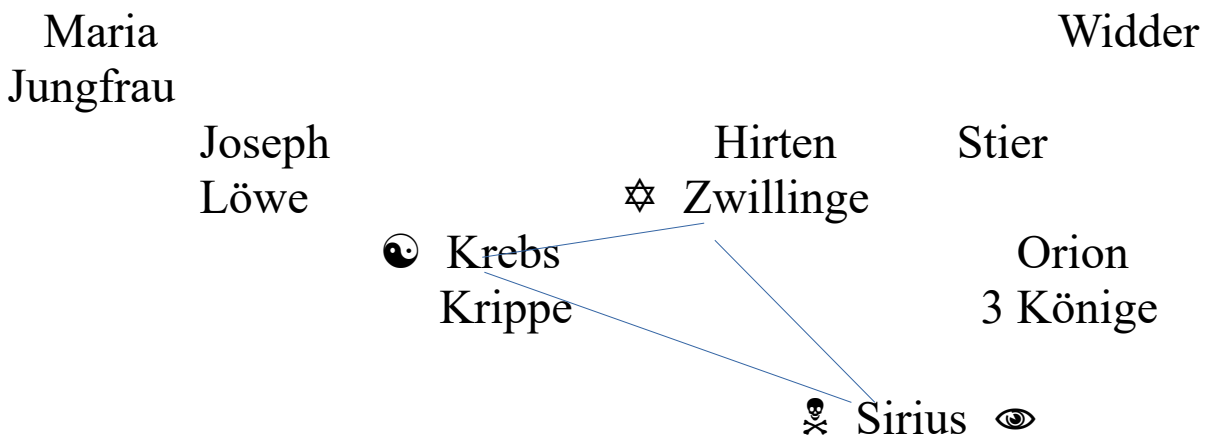 Maria Widder
Jungfrau
Joseph Hirten Stier
Löwe ✡ Zwillinge
☯ Krebs Orion
Krippe 3 Könige
☠ Sirius 👁